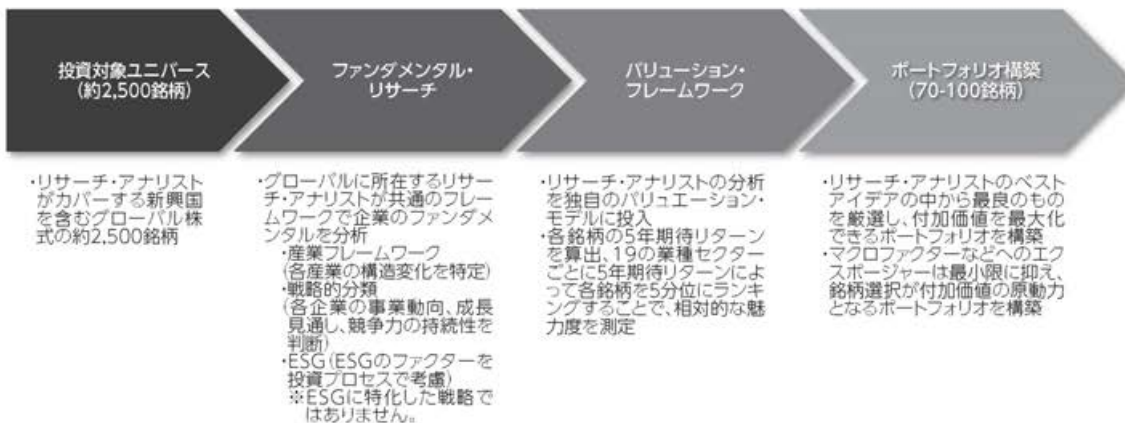 投資対象ユニバース
(約2,500銘柄)
ファンダメンタル・
リサーチ
バリューション・
フレームワーク
ポートフォリオ構築
(70-100銘柄)
・リサーチ・アナリスト
がカバーする新興国
を含むグローバル株
式の約2,500銘柄
・グローバルに所在するリサー
チ・アナリストが共通のフレー
ムワークで企業のファンダメ
ンタルを分析
・産業フレームワーク
(各産業の構造変化を特定)
・戦略的分類
(各企業の事業動向、成長
見通し、競争力の持続性を
判断)
・ESG(ESGのファクターを
投資プロセスで考慮)
※ESGに特化した戦略で
はありません。
・リサーチ・アナリストの分析
を独自のバリュエーション・
モデルに投入
・各銘柄の5年期待リターン
を算出、19の業種セクター
ごとに5年期待リターンによ
って各銘柄を5分位にランキ
ングすることで、相対的な魅
力度を測定
・リサーチ・アナリストのベスト
アイデアの中から最良のもの
を厳選し、付加価値を最大化
できるポートフォリオを構築
・マクロファクターなどへのエク
スポージャーは最小限に抑え、
銘柄選択が付加価値の原動力
となるポートフォリオを構築